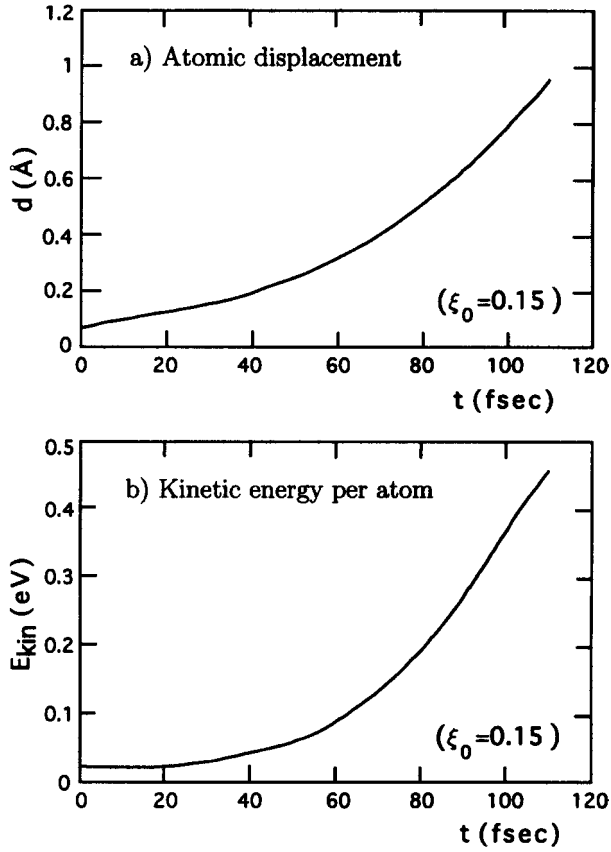 1.2
a) Atomic displacement
1
0.8
d (Å)
0.6
0.4
0.2
(ξ₀=0.15)
0
0 20 40 60 80 100 120
t (fsec)
0.5
b) Kinetic energy per atom
0.4
0.3
Ekin (eV)
0.2
0.1
(ξ₀=0.15)
0
0 20 40 60 80 100 120
t (fsec)